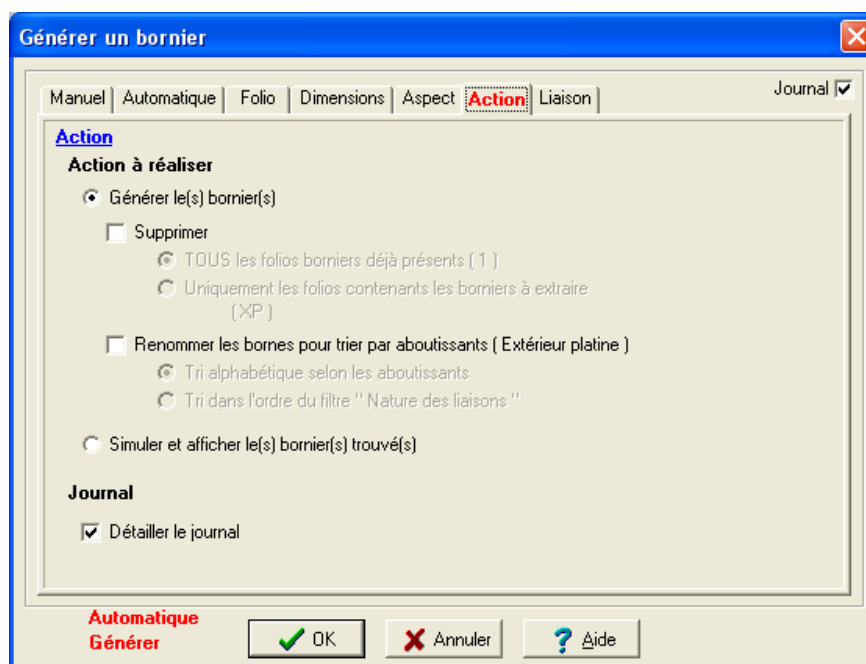 Générer un bornier
Manuel Automatique Folio Dimensions Aspect Action Liaison Journal
Action
Action à réaliser
Générer le(s) bornier(s)
Supprimer
TOUS les folios borniers déjà présents ( 1 )
Uniquement les folios contenants les borniers à extraire
( XP )
Renommer les bornes pour trier par aboutissants ( Extérieur platine )
Tri alphabétique selon les aboutissants
Tri dans l'ordre du filtre " Nature des liaisons "
Simuler et afficher le(s) bornier(s) trouvé(s)
Journal
Détailler le journal
Automatique
Générer
OK Annuler Aide